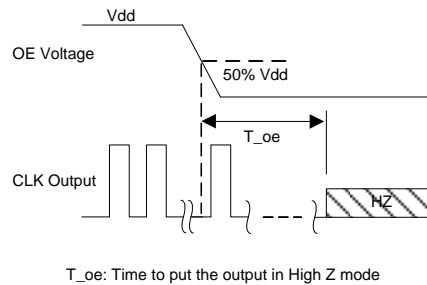 Vdd
OE Voltage
50% Vdd
T_oe
CLK Output
HZ
T_oe: Time to put the output in High Z mode